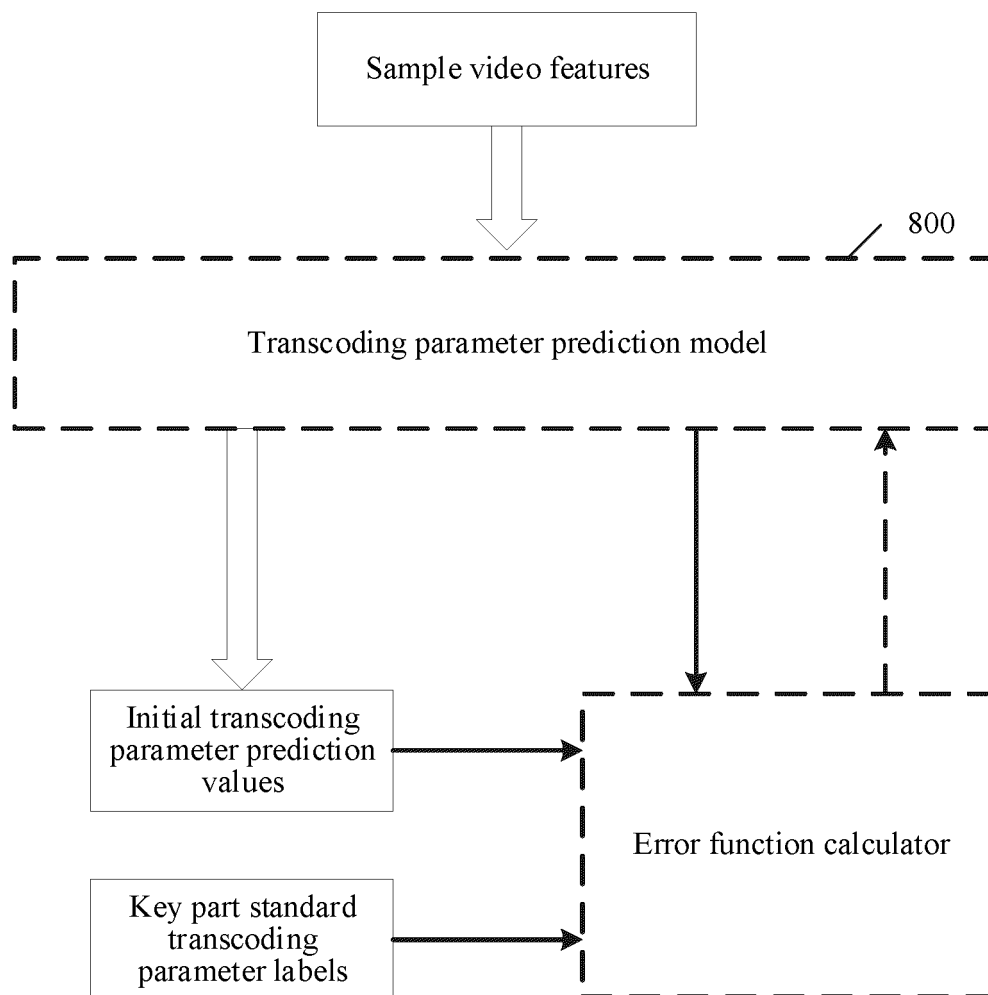 Sample video features
800
Transcoding parameter prediction model
Initial transcoding
parameter prediction
values
Error function calculator
Key part standard
transcoding
parameter labels